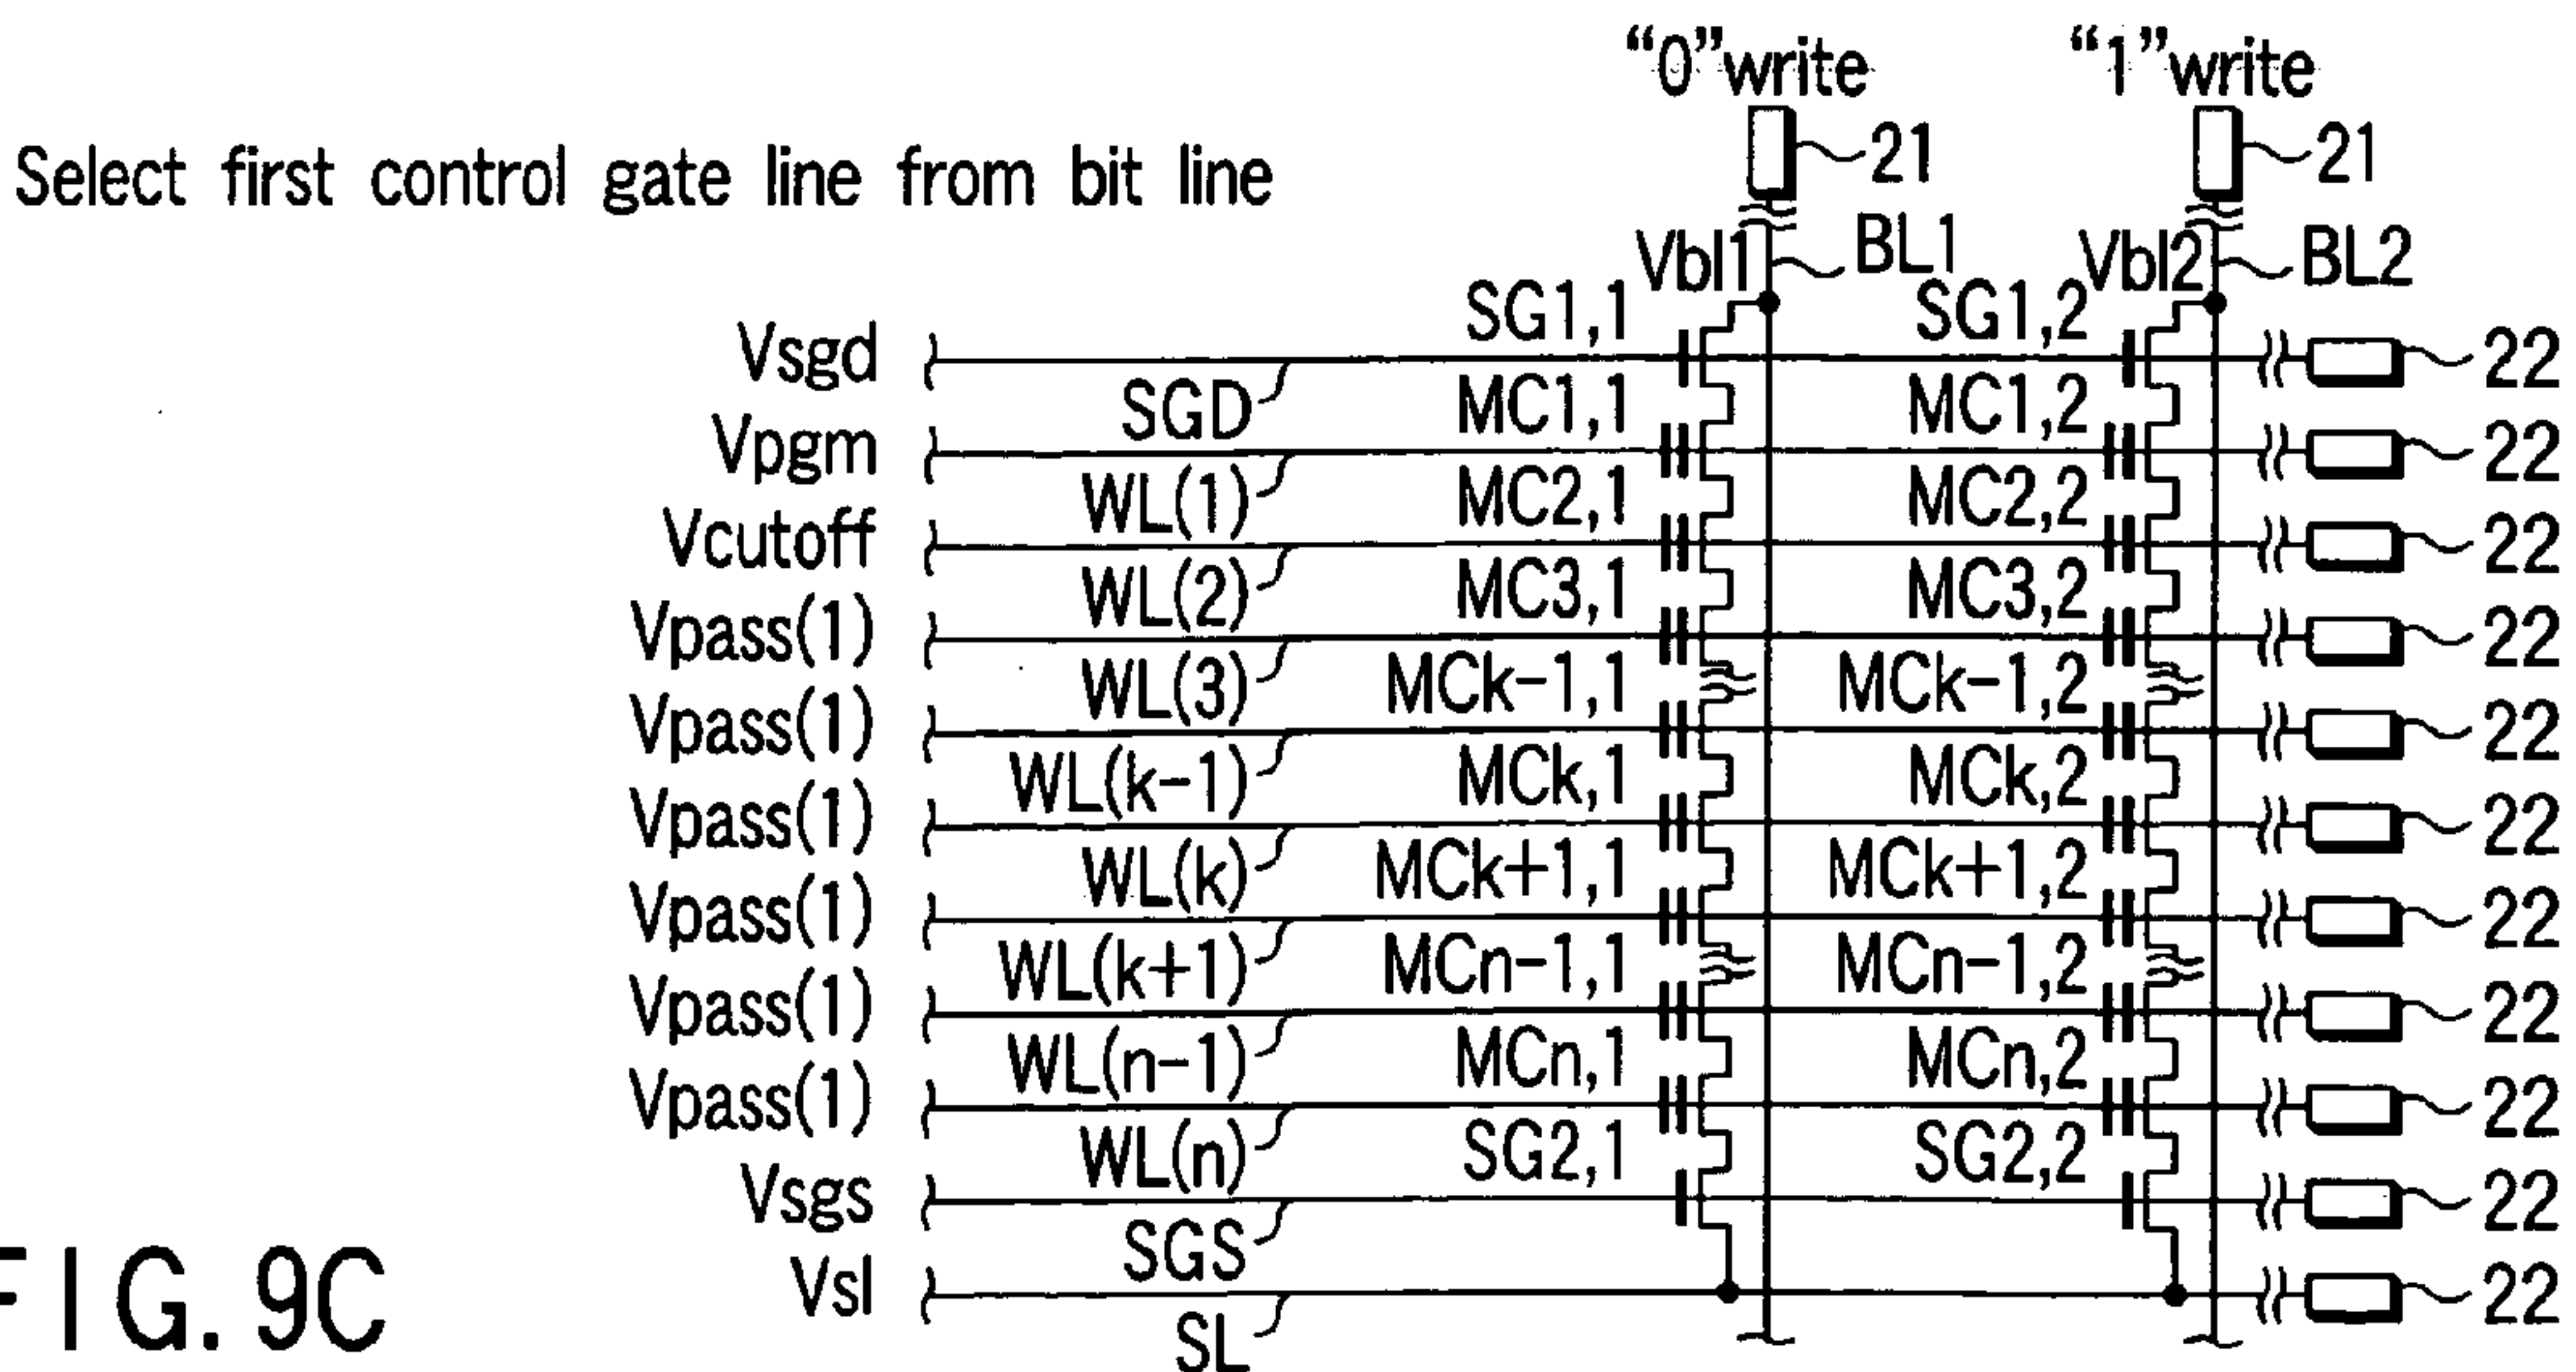 “0”write “1”write
21 21
Select first control gate line from bit line
Vbl1 BL1 Vbl2 BL2
SG1,1 SG1,2
Vsgd 22
SGD MC1,1 MC1,2
Vpgm 22
WL(1) MC2,1 MC2,2
Vcutoff 22
WL(2) MC3,1 MC3,2
Vpass(1) 22
WL(3) MCk-1,1 MCk-1,2
Vpass(1) 22
WL(k-1) MCk,1 MCk,2
Vpass(1) 22
WL(k) MCk+1,1 MCk+1,2
Vpass(1) 22
WL(k+1) MCn-1,1 MCn-1,2
Vpass(1) 22
WL(n-1) MCn,1 MCn,2
Vpass(1) 22
WL(n) SG2,1 SG2,2
Vsgs 22
SGS
Vsl 22
SL
FIG. 9C